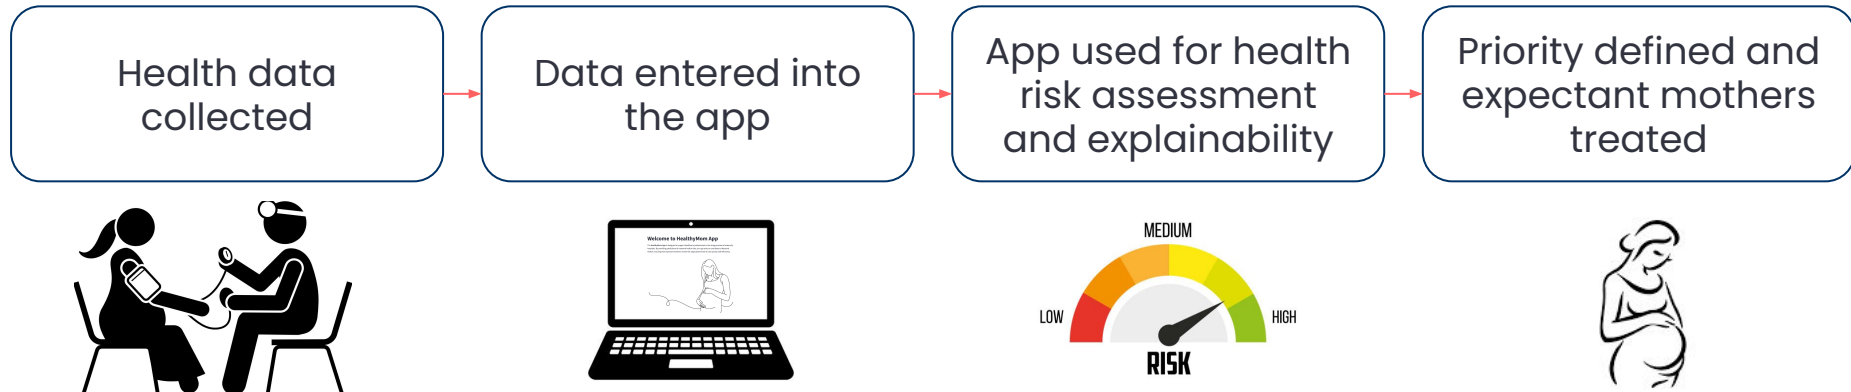 Health data
collected
Data entered into
the app
App used for health
risk assessment
and explainability
Priority defined and
expectant mothers
treated
Welcome to HealthyMom App
MEDIUM
LOW
HIGH
RISK